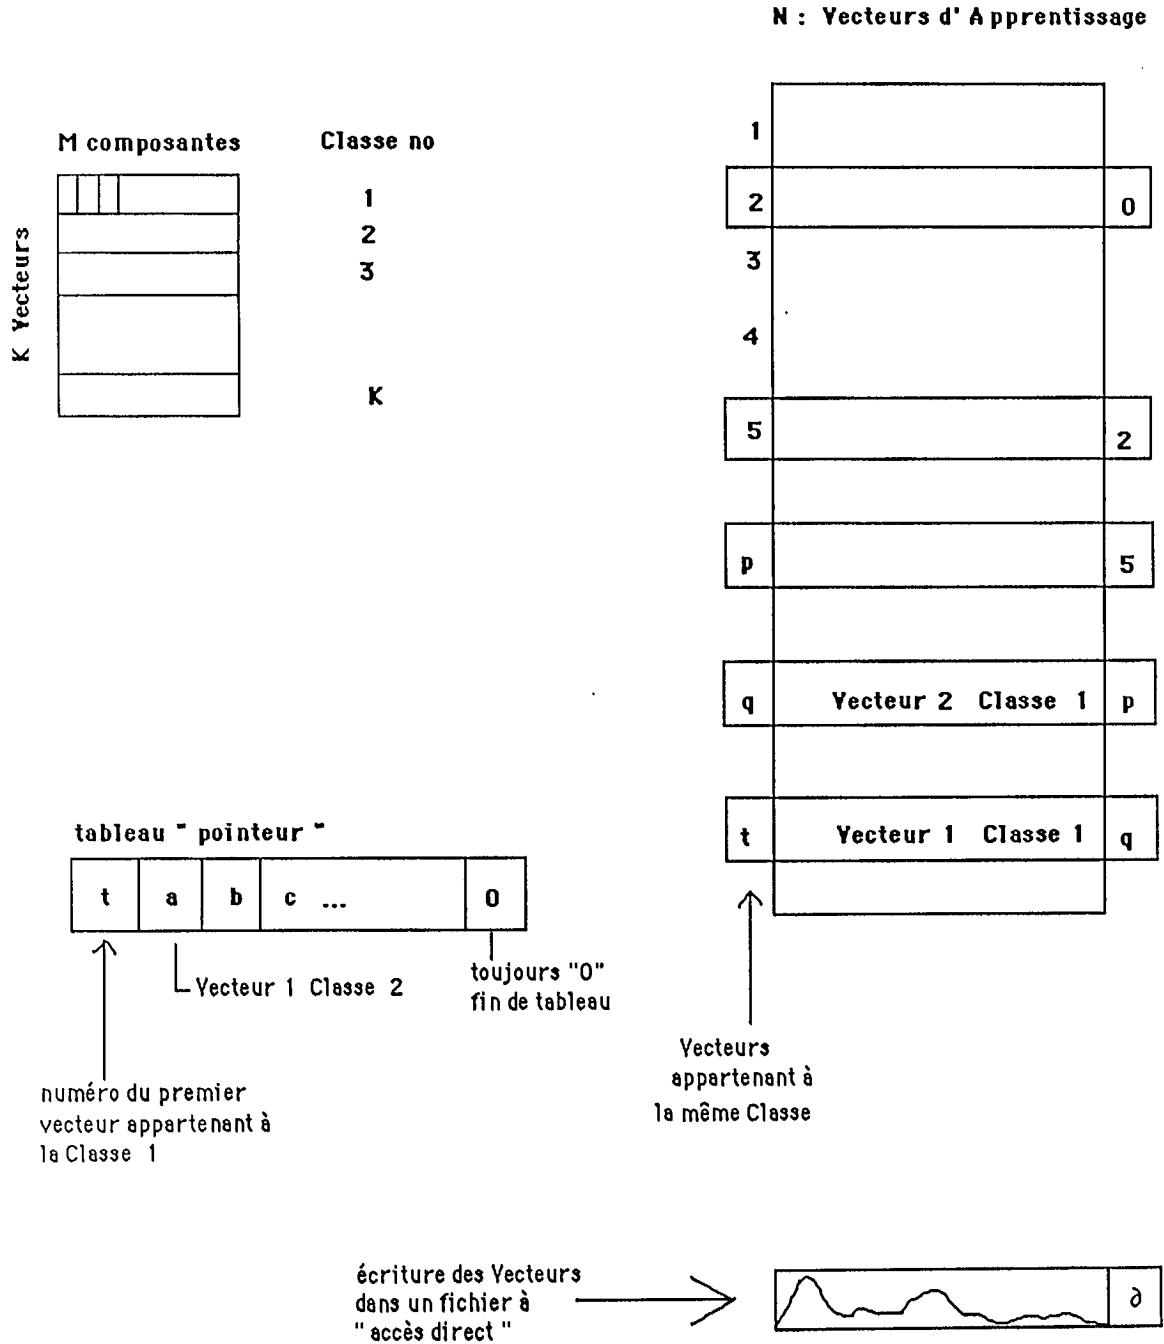 N : Vecteurs d' Apprentissage
M composantes
Classe no
K Vecteurs
1
2
3
K
1
2 0
3
4
5 2
p 5
q Vecteur 2 Classe 1 p
t Vecteur 1 Classe 1 q
tableau " pointeur "
t a b c ... 0
Vecteur 1 Classe 2
toujours "0"
fin de tableau
numéro du premier
vecteur appartenant à
la Classe 1
Vecteurs
appartenant à
la même Classe
écriture des Vecteurs
dans un fichier à
" accès direct "
∂